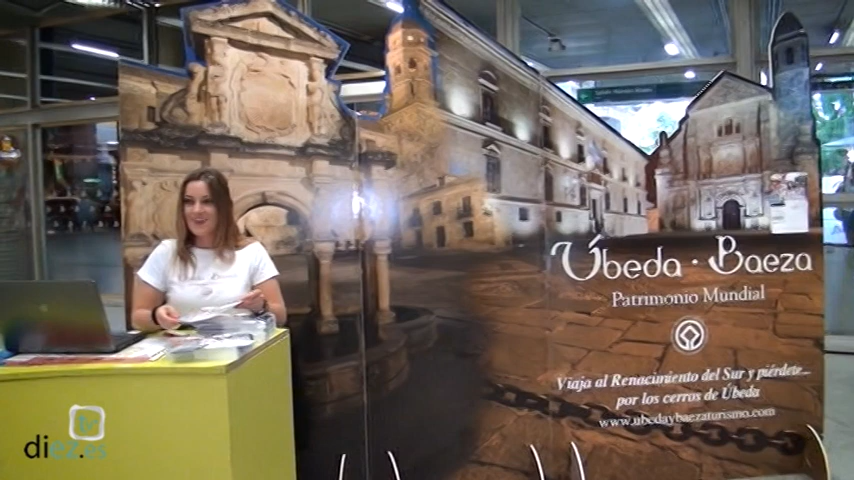 Úbeda · Baeza
Patrimonio Mundial
Viaja al Renacimiento del Sur y piérdete...
por los cerros de Úbeda
www.ubedaybaezaturismo.com
tv
diez.es